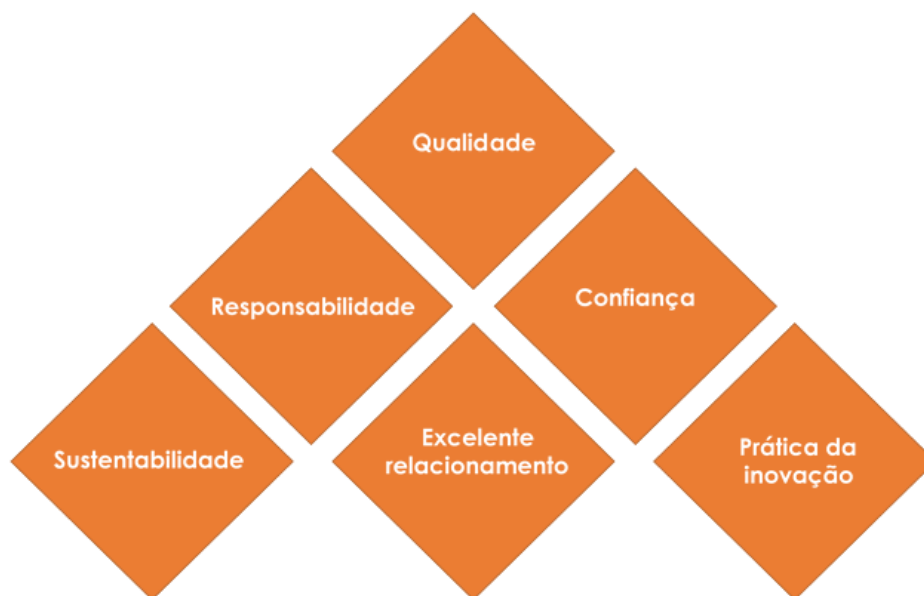 Qualidade
Responsabilidade
Confiança
Sustentabilidade
Excelente
relacionamento
Prática da
inovação